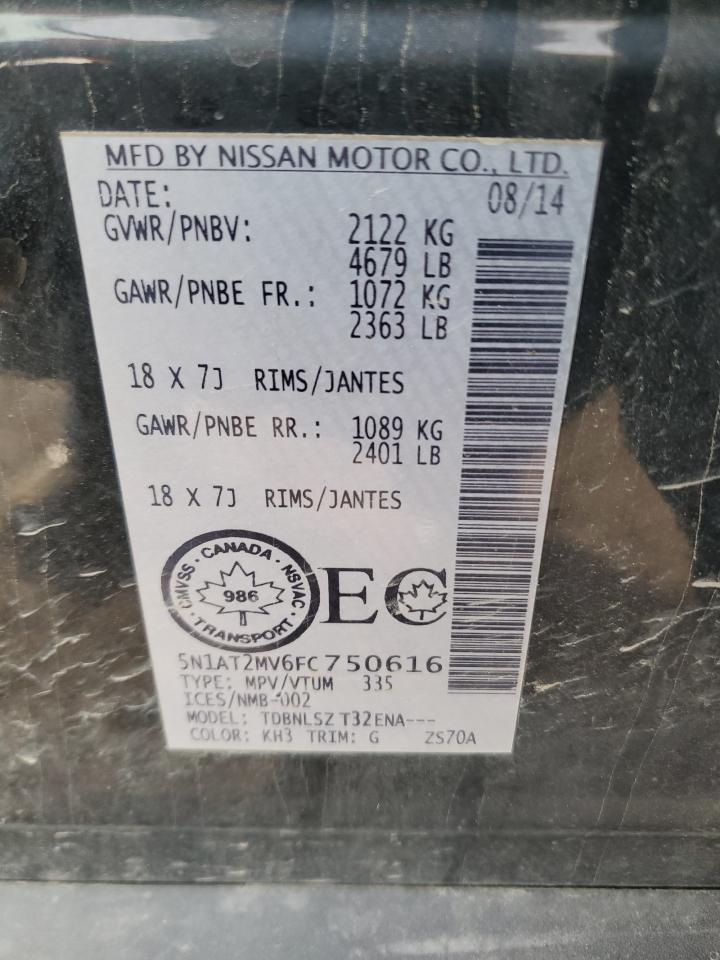 MFD BY NISSAN MOTOR CO., LTD.
DATE: 08/14
GVWR/PNBV: 2122 KG
4679 LB
GAWR/PNBE FR.: 1072 KG
2363 LB
18 X 7J RIMS/JANTES
GAWR/PNBE RR.: 1089 KG
2401 LB
18 X 7J RIMS/JANTES
CMVSS · CANADA · NSVAC · TRANSPORT
986
EC
5N1AT2MV6FC750616
TYPE: MPV/VTUM 335
ICES/NMB-002
MODEL: TDBNLSZ T32ENA---
COLOR: KH3 TRIM: G ZS70A